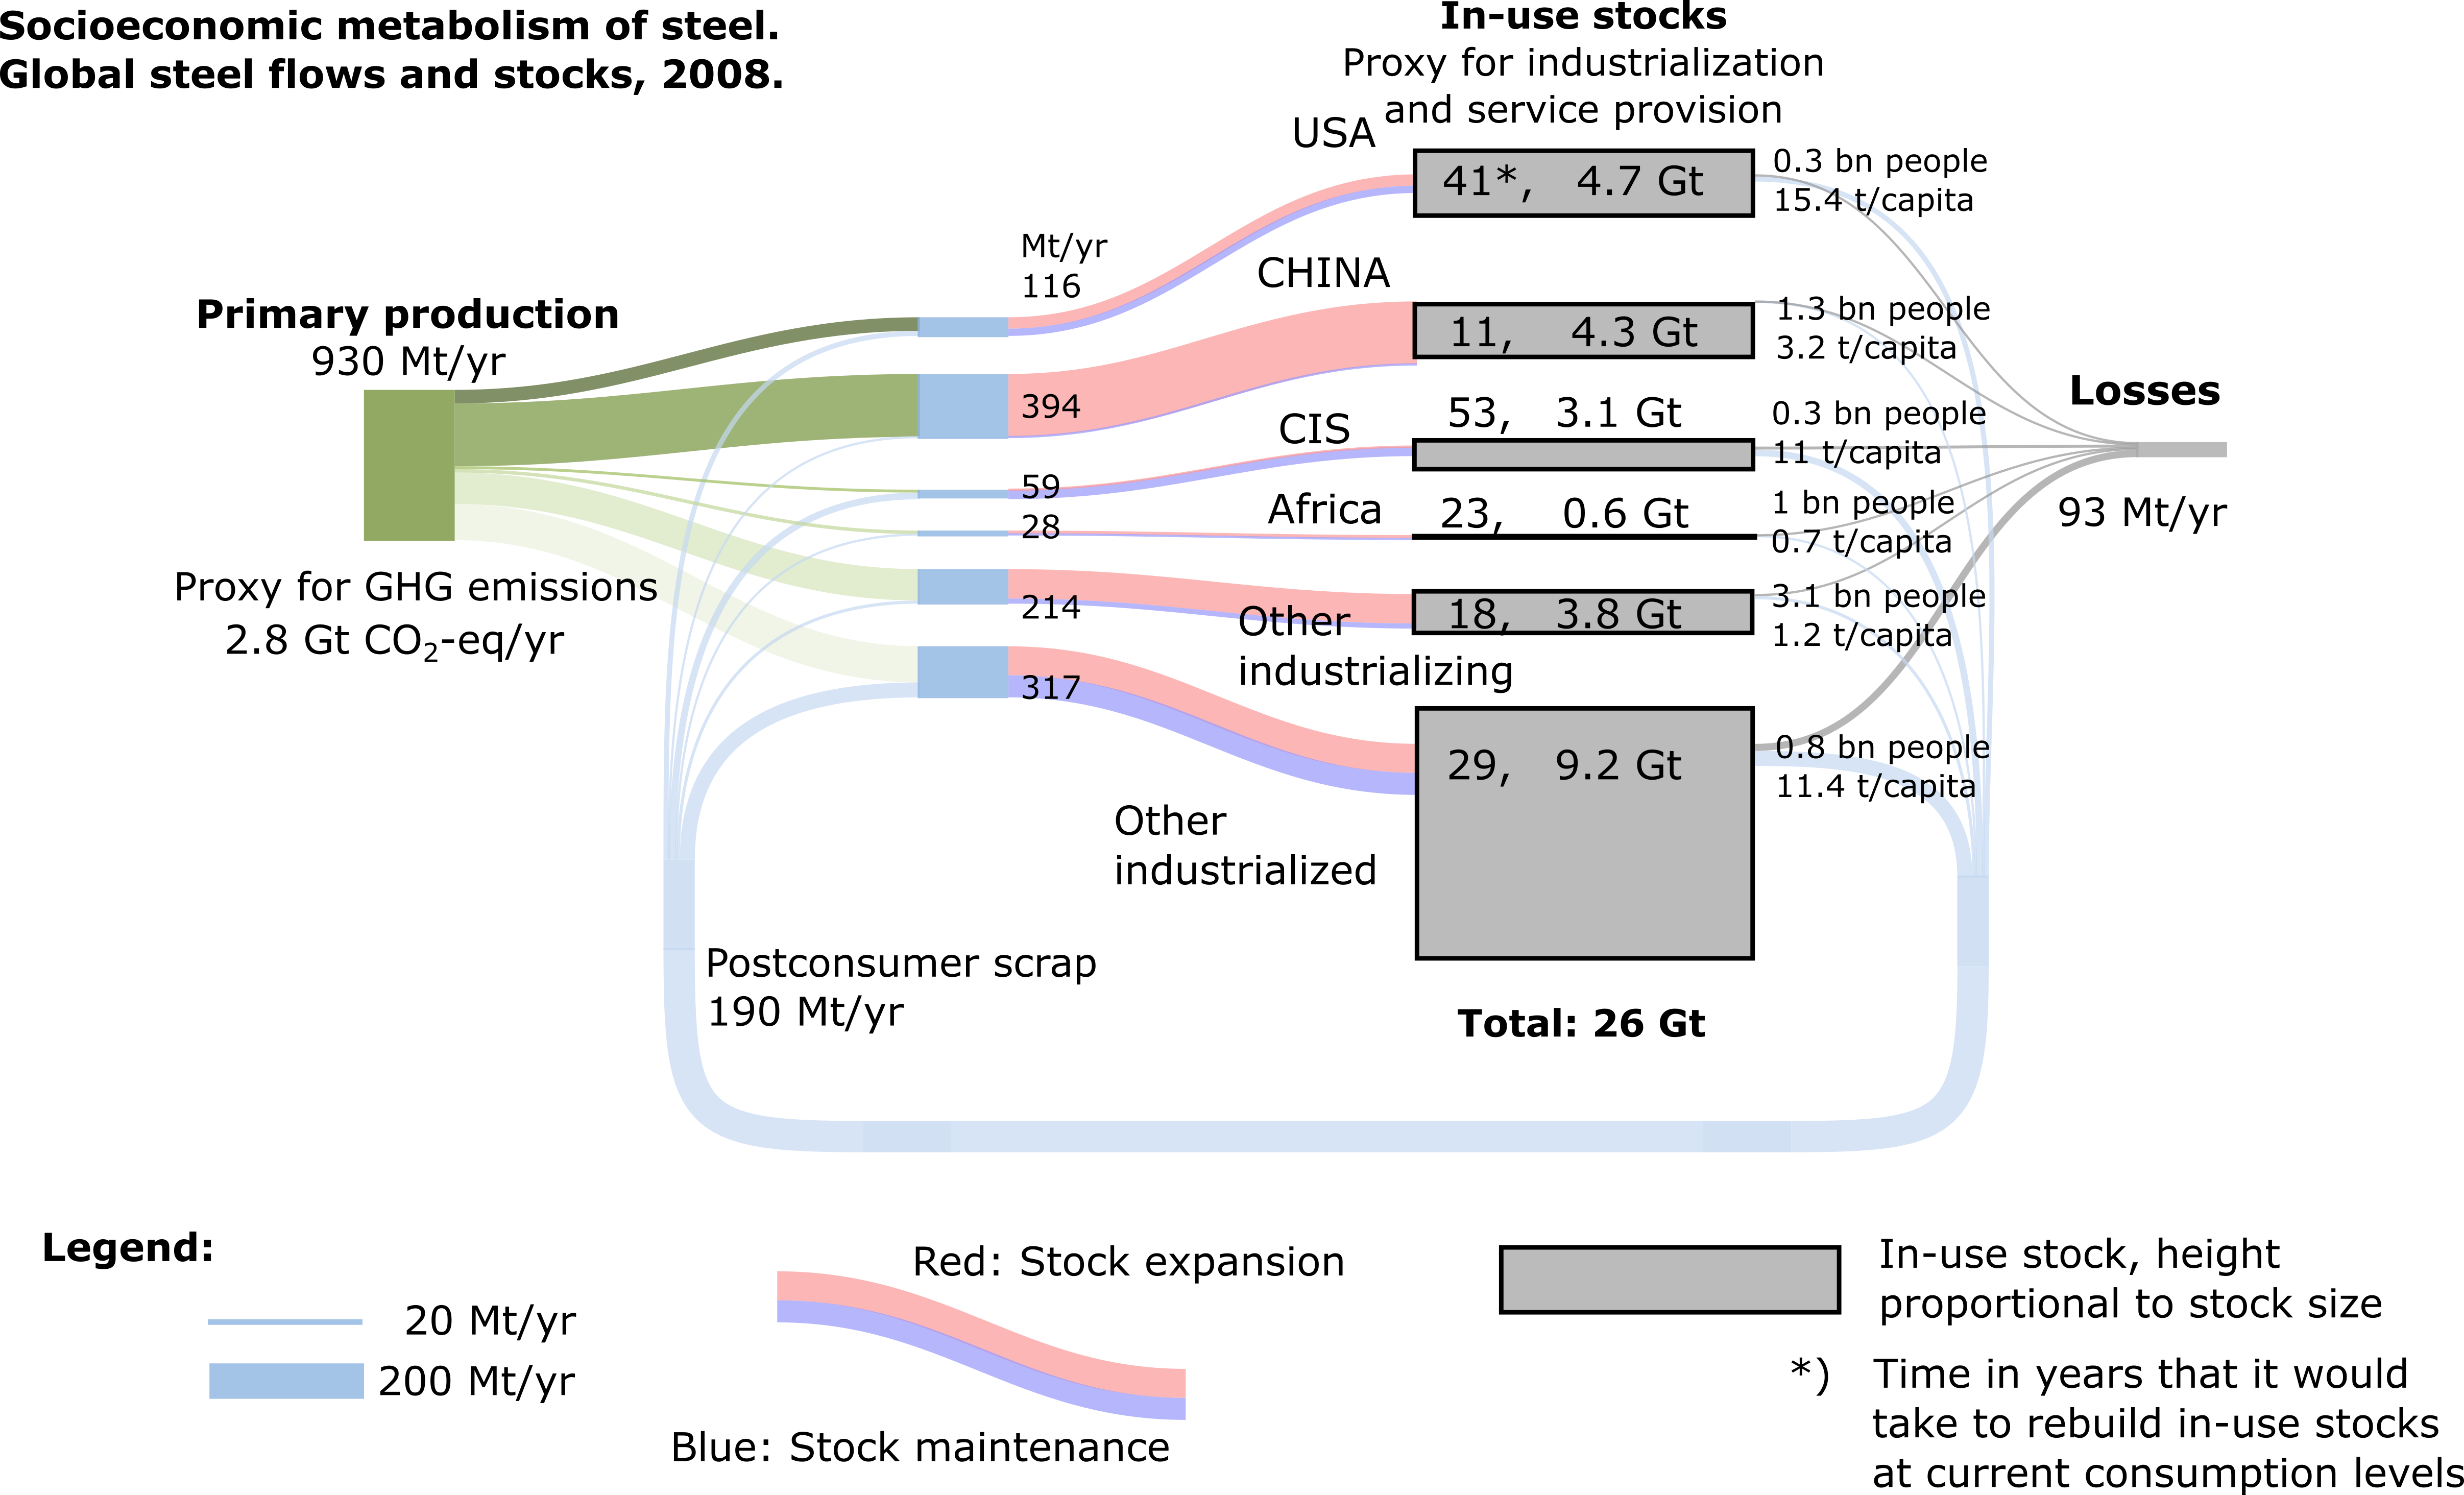 Socioeconomic metabolism of steel.
Global steel flows and stocks, 2008.
In-use stocks
Proxy for industrialization
and service provision
Primary production
930 Mt/yr
Proxy for GHG emissions
2.8 Gt CO₂-eq/yr
Mt/yr
116
394
59
28
214
317
USA
41*, 4.7 Gt
0.3 bn people
15.4 t/capita
CHINA
11, 4.3 Gt
1.3 bn people
3.2 t/capita
CIS
53, 3.1 Gt
0.3 bn people
11 t/capita
Africa
23, 0.6 Gt
1 bn people
0.7 t/capita
Other
industrializing
18, 3.8 Gt
3.1 bn people
1.2 t/capita
Other
industrialized
29, 9.2 Gt
0.8 bn people
11.4 t/capita
Losses
93 Mt/yr
Postconsumer scrap
190 Mt/yr
Total: 26 Gt
Legend:
20 Mt/yr
200 Mt/yr
Red: Stock expansion
Blue: Stock maintenance
In-use stock, height
proportional to stock size
*) Time in years that it would
take to rebuild in-use stocks
at current consumption levels